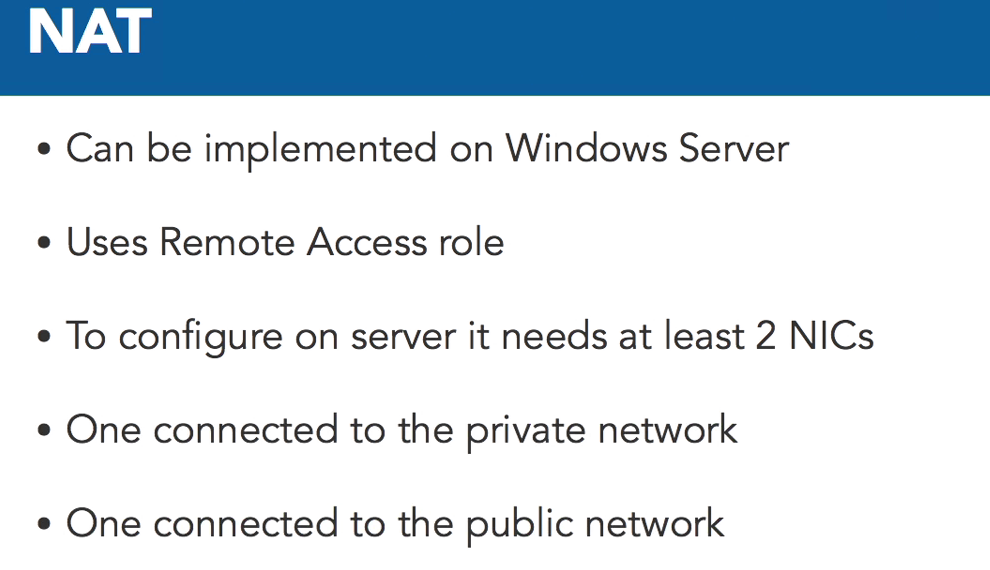 NAT
• Can be implemented on Windows Server
• Uses Remote Access role
• To configure on server it needs at least 2 NICs
• One connected to the private network
• One connected to the public network